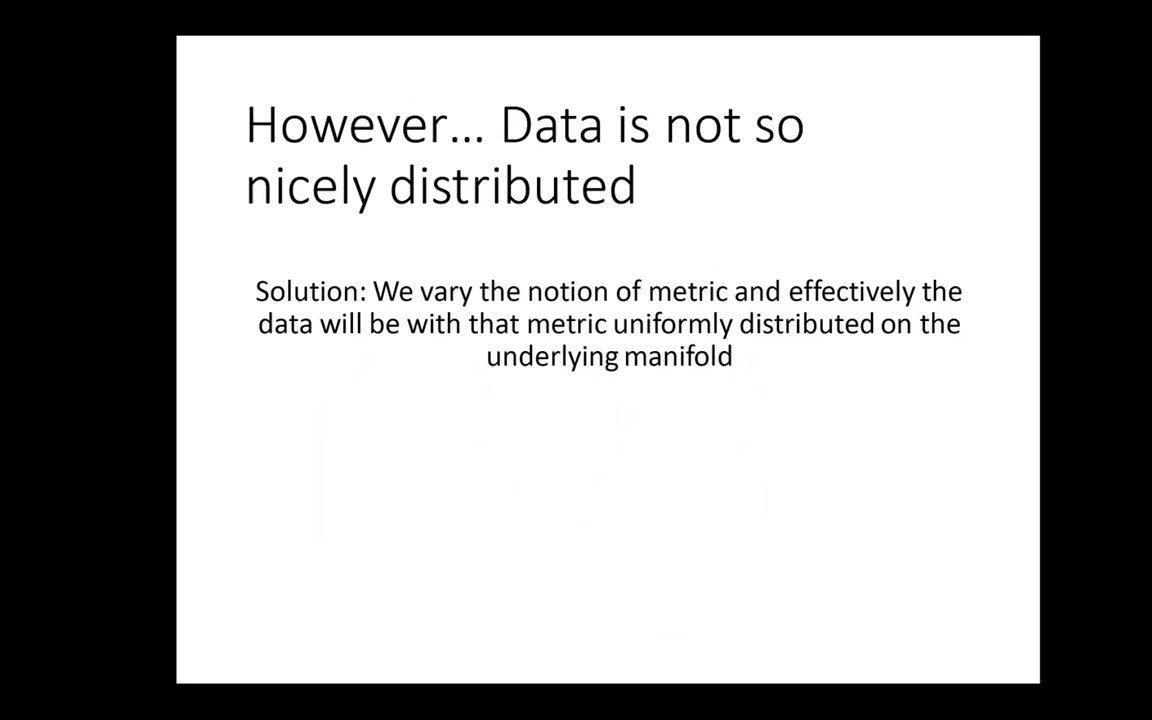 However... Data is not so
nicely distributed
Solution: We vary the notion of metric and effectively the
data will be with that metric uniformly distributed on the
underlying manifold